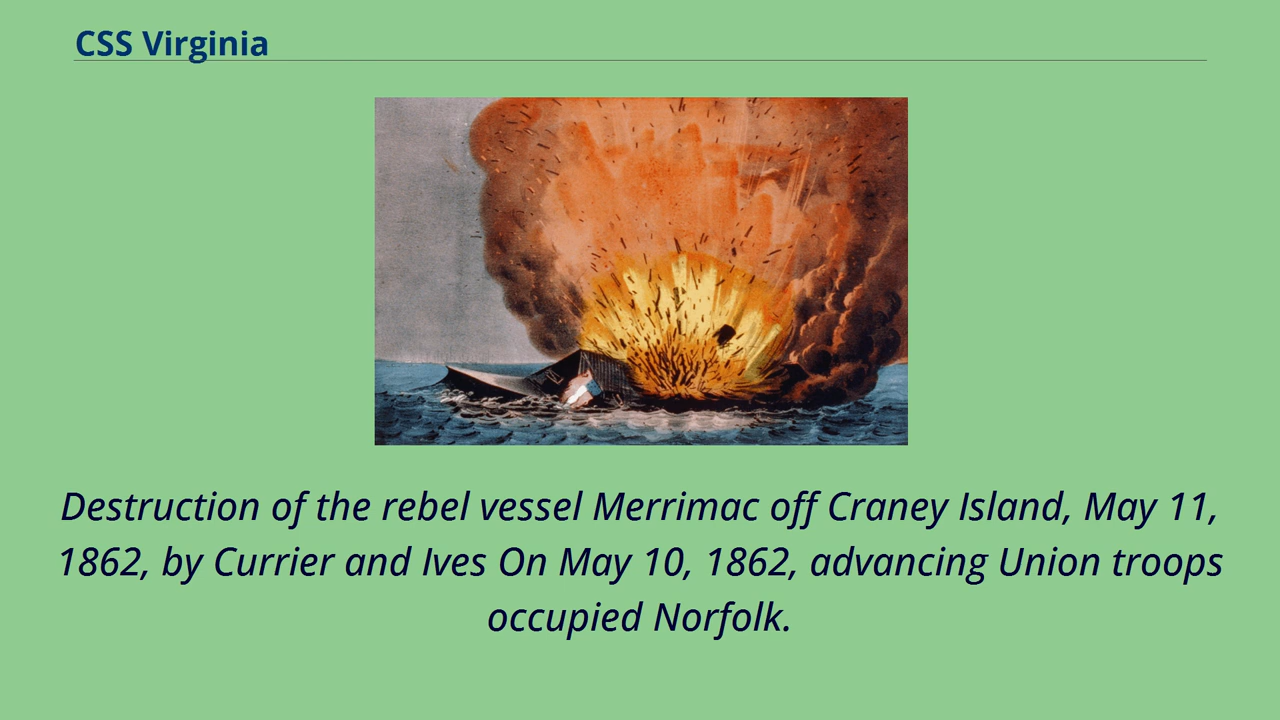 CSS Virginia
Destruction of the rebel vessel Merrimac off Craney Island, May 11,
1862, by Currier and Ives On May 10, 1862, advancing Union troops
occupied Norfolk.